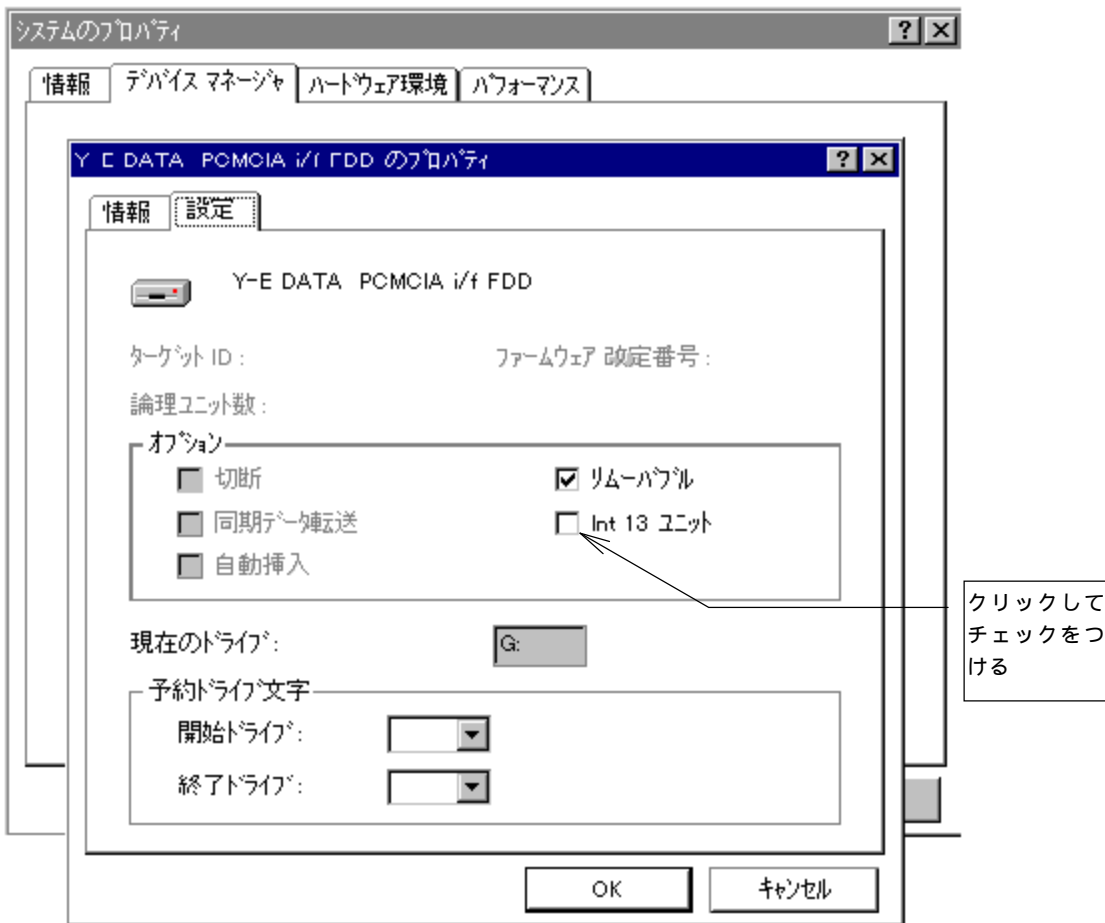 システムのプロパティ
情報 デバイス マネージャ ハードウェア環境 パフォーマンス
Y-E DATA PCMCIA i/f FDD のプロパティ
情報 設定
Y-E DATA PCMCIA i/f FDD
ターゲット ID : ファームウェア 改定番号 :
論理ユニット数 :
オプション
切断 リムーバブル
同期データ転送 Int 13 ユニット
自動挿入
クリックして
チェックをつ
ける
現在のドライブ: G:
予約ドライブ文字
開始ドライブ:
終了ドライブ:
OK キャンセル